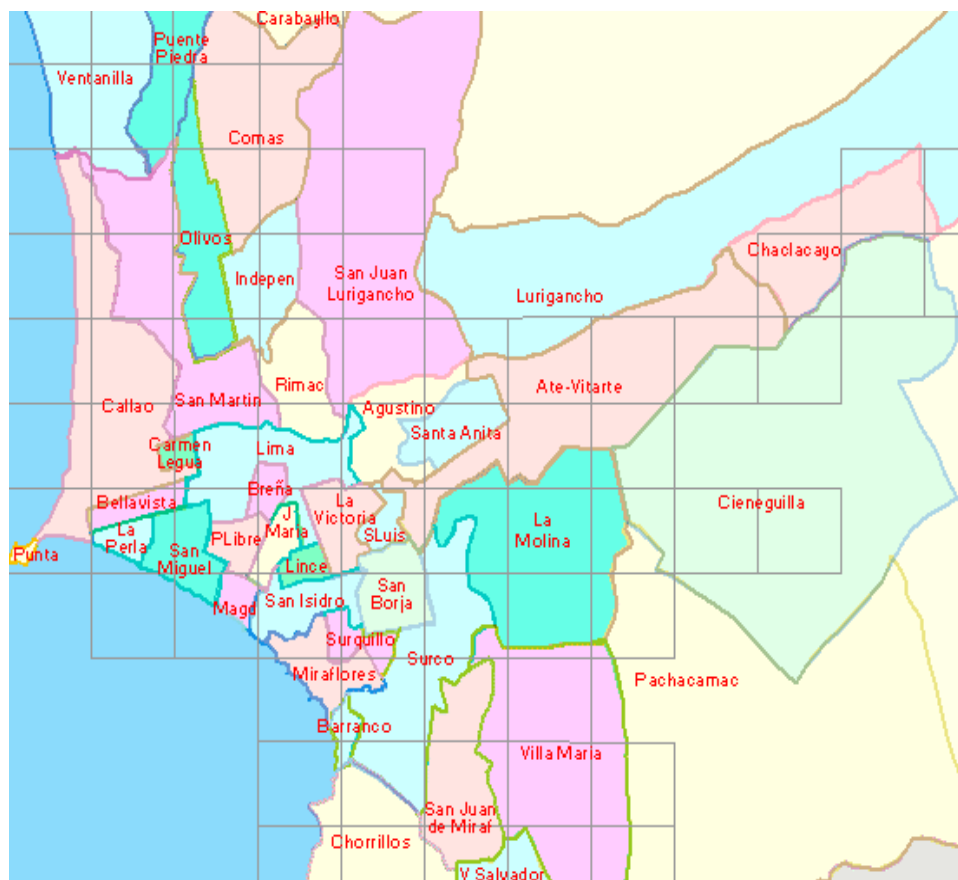 Carabayllo
Puente
Piedra
Ventanilla
Comas
Olivos
Indepen
San Juan
Lurigancho
Lurigancho
Chaclacayo
Rimac
Ate-Vitarte
San Martin
Callao
Agustino
Santa Anita
Carmen
Legua
Lima
Breña
Bellavista
La
Victoria
Cieneguilla
La
Perla
J
Maria
PLibre
SLuis
La
Molina
Punta
San
Miguel
Lince
San
Borja
Magd
San Isidro
Surquillo
Surco
Miraflores
Pachacamac
Barranco
Villa Maria
San Juan
de Miraf
Chorrillos
V Salvador